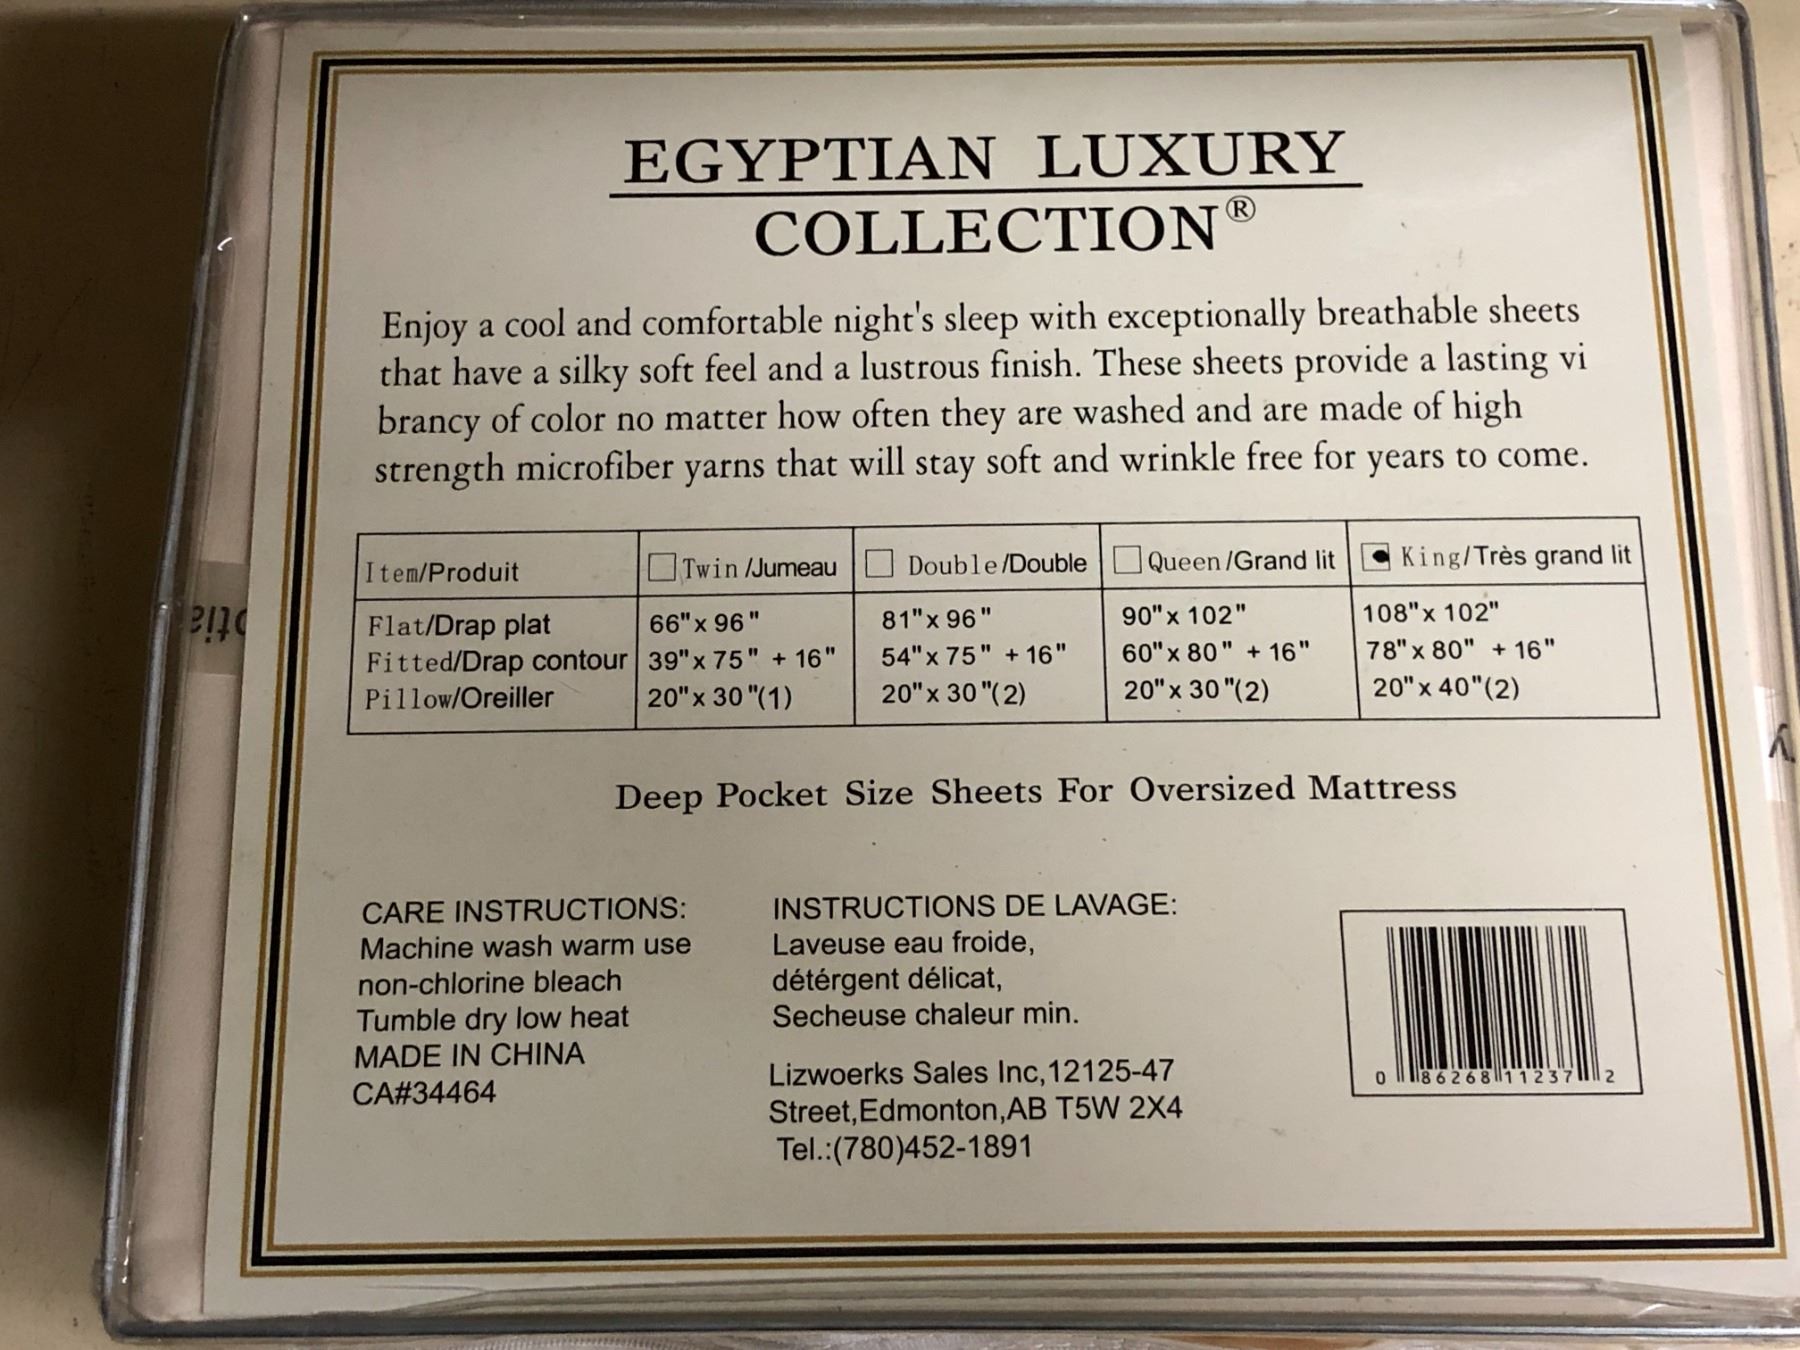 EGYPTIAN LUXURY
COLLECTION®
Enjoy a cool and comfortable night's sleep with exceptionally breathable sheets
that have a silky soft feel and a lustrous finish. These sheets provide a lasting vi
brancy of color no matter how often they are washed and are made of high
strength microfiber yarns that will stay soft and wrinkle free for years to come.
Item/Produit Twin/Jumeau Double/Double Queen/Grand lit King/Très grand lit
Flat/Drap plat 66"x 96" 81"x 96" 90"x 102" 108"x 102"
Fitted/Drap contour 39"x 75" + 16" 54"x 75" + 16" 60"x 80" + 16" 78"x 80" + 16"
Pillow/Oreiller 20"x 30"(1) 20"x 30"(2) 20"x 30"(2) 20"x 40"(2)
Deep Pocket Size Sheets For Oversized Mattress
CARE INSTRUCTIONS:
Machine wash warm use
non-chlorine bleach
Tumble dry low heat
MADE IN CHINA
CA#34464
INSTRUCTIONS DE LAVAGE:
Laveuse eau froide,
détérgent délicat,
Secheuse chaleur min.
Lizwoerks Sales Inc,12125-47
Street,Edmonton,AB T5W 2X4
Tel.:(780)452-1891
0 86268 11237 2